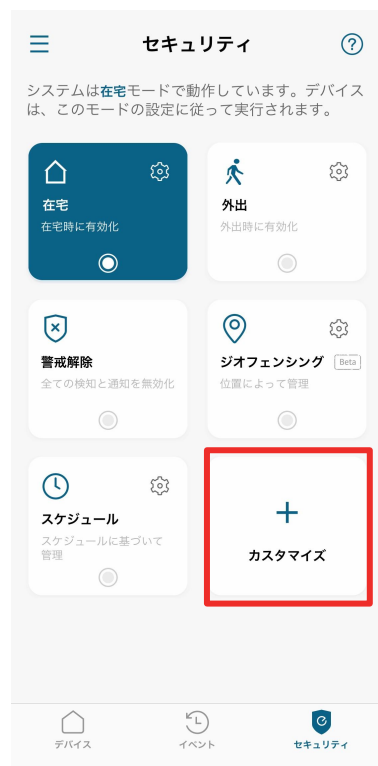 セキュリティ
?
システムは在宅モードで動作しています。デバイス
は、このモードの設定に従って実行されます。
在宅
在宅時に有効化
外出
外出時に有効化
警戒解除
全ての検知と通知を無効化
ジオフェンシング Beta
位置によって管理
スケジュール
スケジュールに基づいて
管理
+
カスタマイズ
デバイス
イベント
セキュリティ